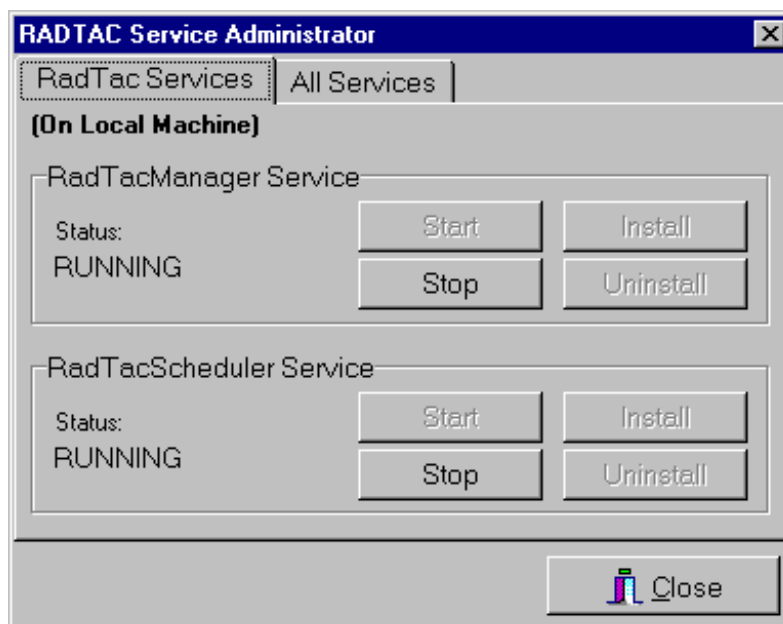 RADTAC Service Administrator
RadTac Services All Services
(On Local Machine)
RadTacManager Service
Status:
RUNNING
Start Install
Stop Uninstall
RadTacScheduler Service
Status:
RUNNING
Start Install
Stop Uninstall
Close